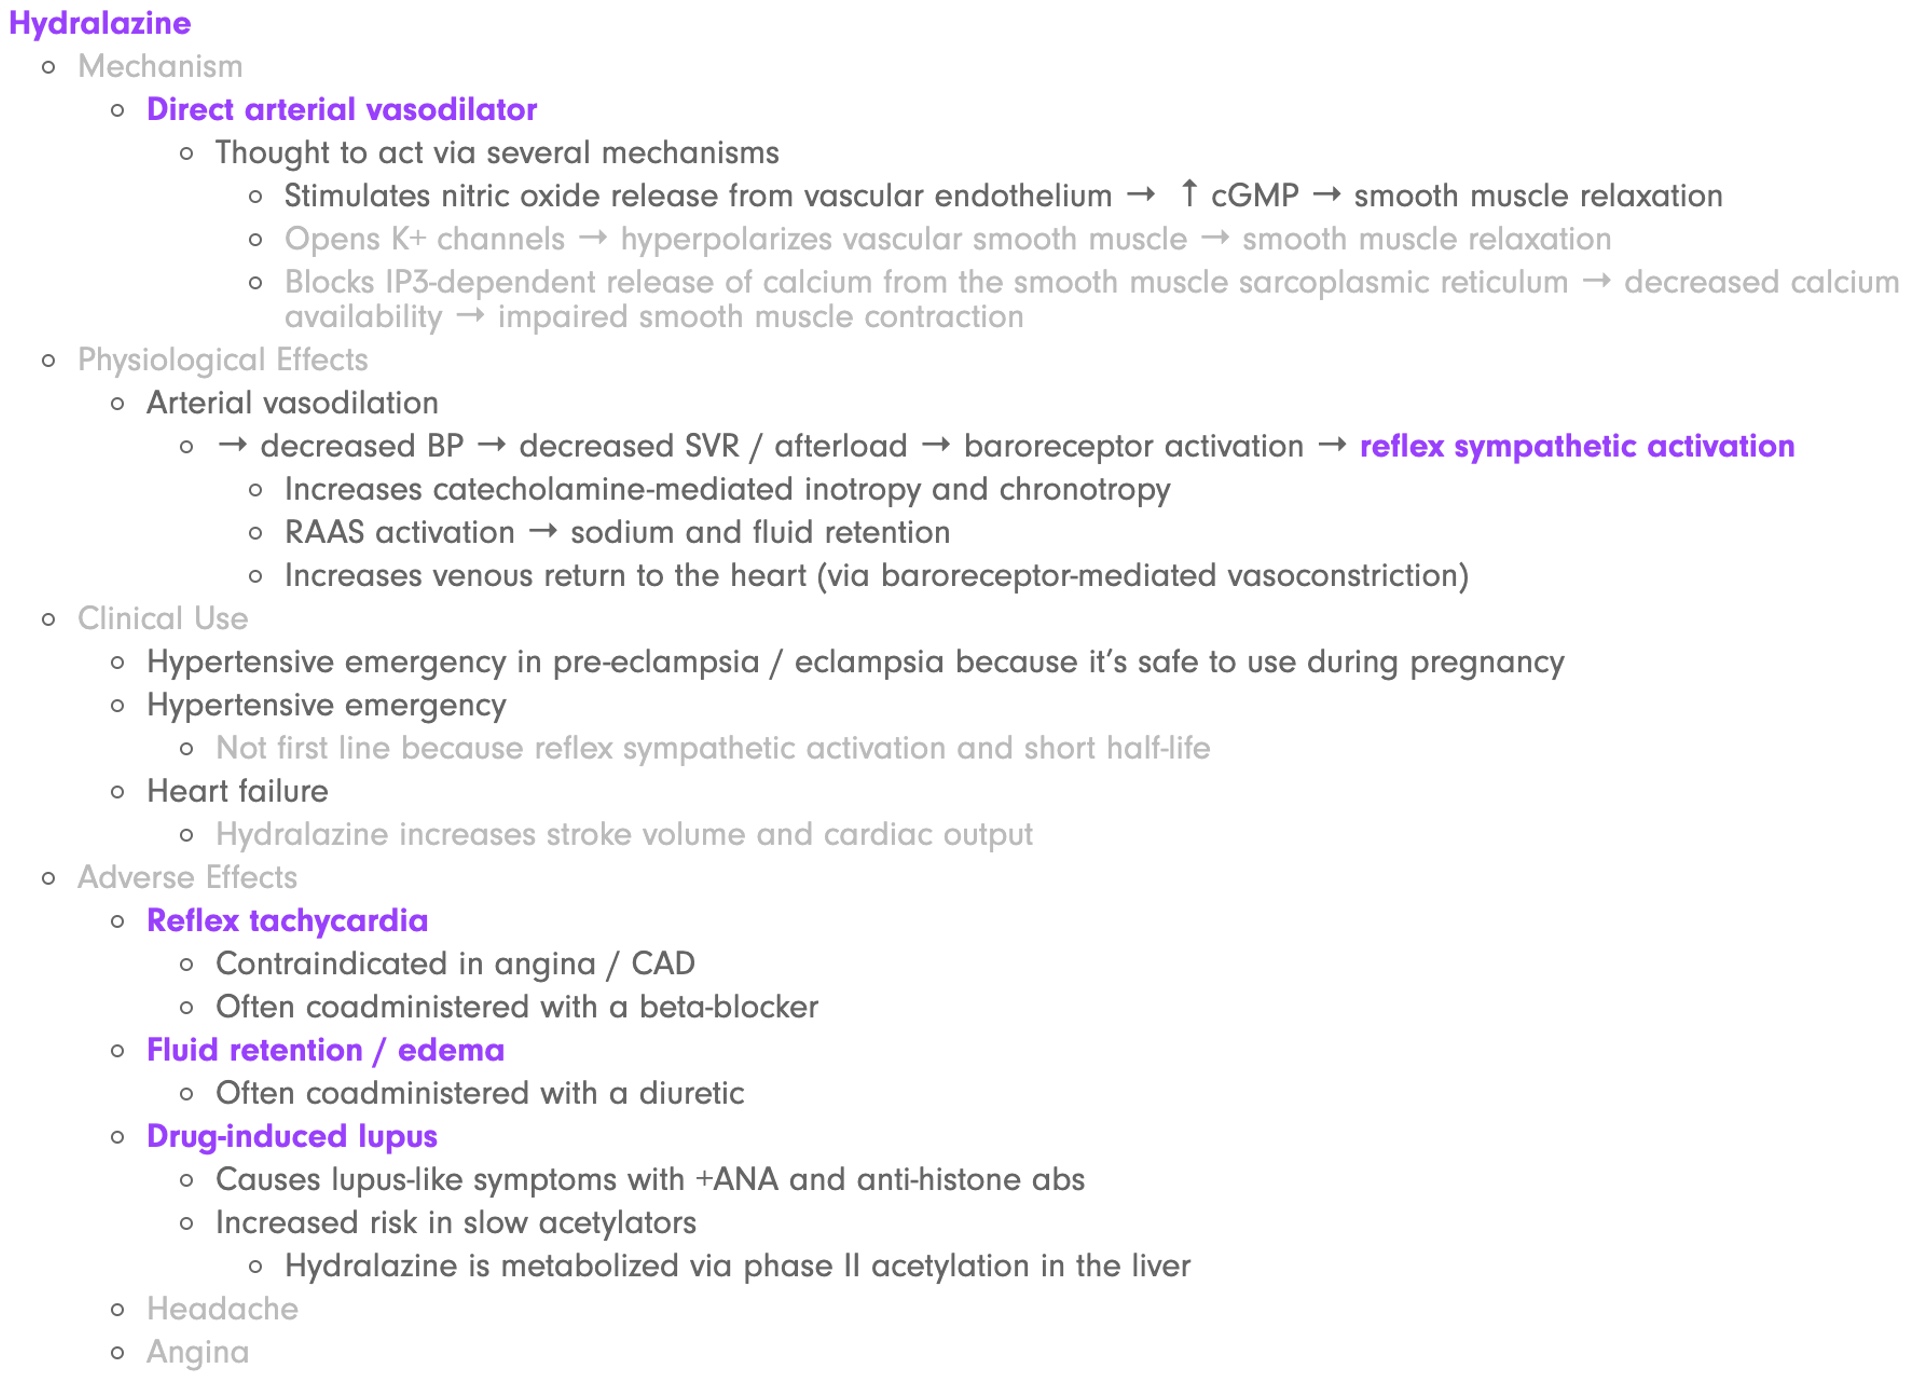 Hydralazine
Mechanism
Direct arterial vasodilator
Thought to act via several mechanisms
Stimulates nitric oxide release from vascular endothelium → ↑ cGMP → smooth muscle relaxation
Opens K+ channels → hyperpolarizes vascular smooth muscle → smooth muscle relaxation
Blocks IP3-dependent release of calcium from the smooth muscle sarcoplasmic reticulum → decreased calcium
availability → impaired smooth muscle contraction
Physiological Effects
Arterial vasodilation
→ decreased BP → decreased SVR / afterload → baroreceptor activation → reflex sympathetic activation
Increases catecholamine-mediated inotropy and chronotropy
RAAS activation → sodium and fluid retention
Increases venous return to the heart (via baroreceptor-mediated vasoconstriction)
Clinical Use
Hypertensive emergency in pre-eclampsia / eclampsia because it’s safe to use during pregnancy
Hypertensive emergency
Not first line because reflex sympathetic activation and short half-life
Heart failure
Hydralazine increases stroke volume and cardiac output
Adverse Effects
Reflex tachycardia
Contraindicated in angina / CAD
Often coadministered with a beta-blocker
Fluid retention / edema
Often coadministered with a diuretic
Drug-induced lupus
Causes lupus-like symptoms with +ANA and anti-histone abs
Increased risk in slow acetylators
Hydralazine is metabolized via phase II acetylation in the liver
Headache
Angina